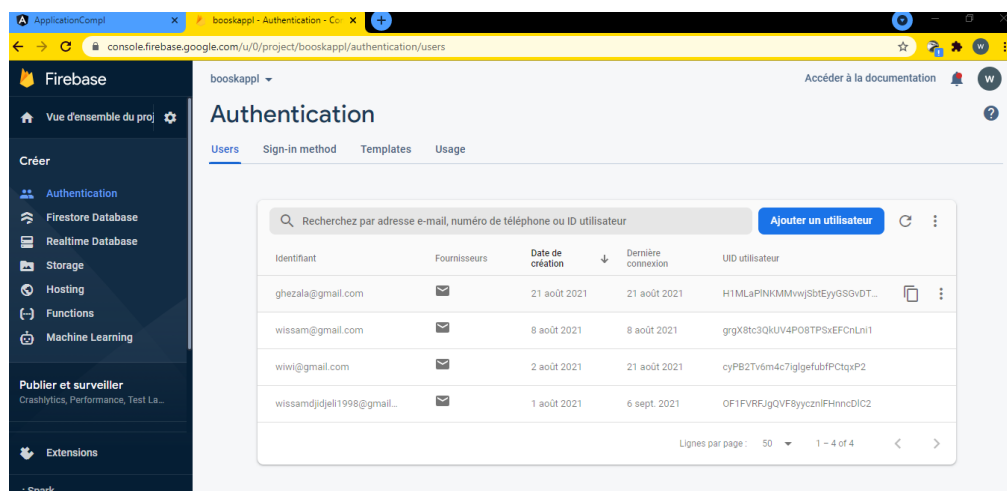 ApplicationCompl
booskappl - Authentication - Co
console.firebase.google.com/u/0/project/booskappl/authentication/users
W
Firebase
booskappl
Accéder à la documentation
W
Vue d'ensemble du proj
Authentication
Users Sign-in method Templates Usage
Créer
Authentication
Firestore Database
Realtime Database
Storage
Hosting
Functions
Machine Learning
Publier et surveiller
Crashlytics, Performance, Test La...
Extensions
Recherchez par adresse e-mail, numéro de téléphone ou ID utilisateur
Ajouter un utilisateur
Identifiant Fournisseurs Date de création Dernière connexion UID utilisateur
ghezala@gmail.com 21 août 2021 21 août 2021
wissam@gmail.com 8 août 2021 8 août 2021 grgX8tc3QkUV4PO8TPSxEFCnLni1
wiwi@gmail.com 2 août 2021 21 août 2021 cyPB2Tv6m4c7iglgefubfPCtqxP2
wissamdjidjeli1998@gmail... 1 août 2021 6 sept. 2021 OF1FVRFJgQVF8yycznlFHnncDlC2
Lignes par page : 50 1 – 4 of 4